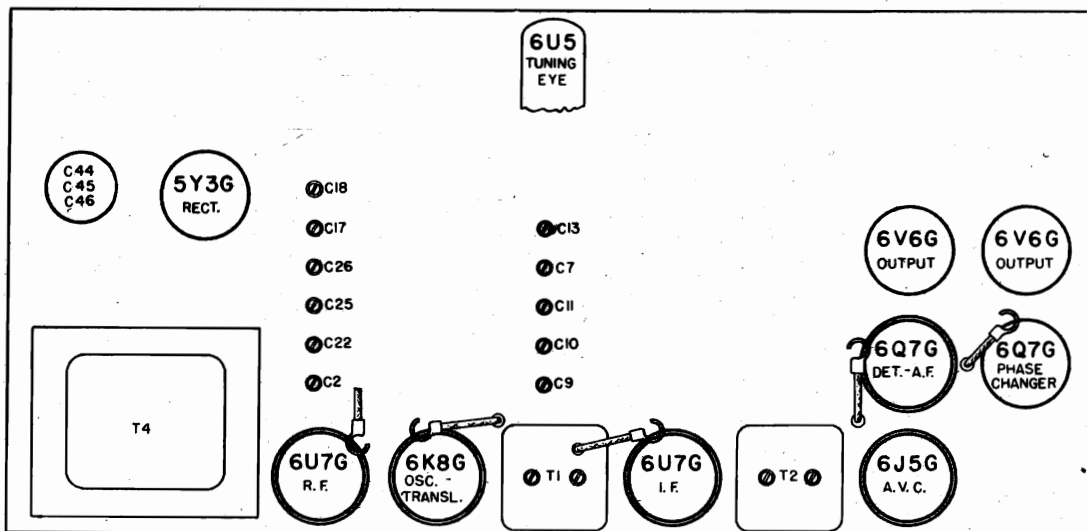 6U5
TUNING
EYE
C44
C45
C46
5Y3G
RECT.
C18
C17
C26
C25
C22
C2
C13
C7
C11
C10
C9
6V6G
OUTPUT
6V6G
OUTPUT
6Q7G
DET.-A.F.
6Q7G
PHASE
CHANGER
T4
6U7G
R.F.
6K8G
OSC. -
TRANSL.
T1
6U7G
I.F.
T2
6J5G
A.V.C.